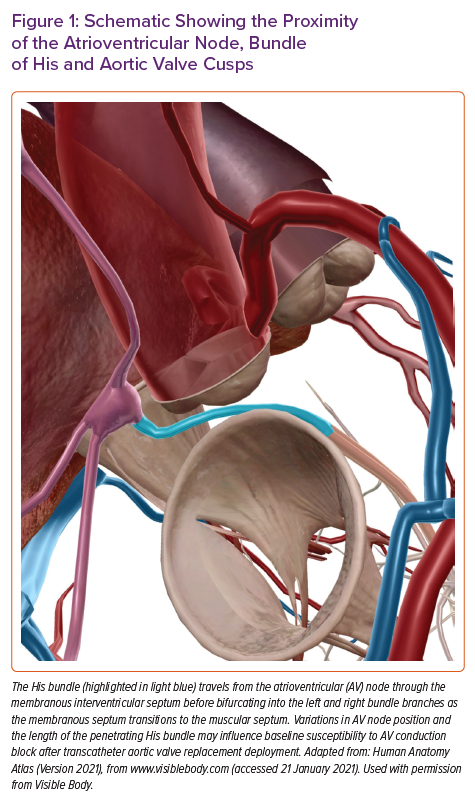 Figure 1: Schematic Showing the Proximity
of the Atrioventricular Node, Bundle
of His and Aortic Valve Cusps
The His bundle (highlighted in light blue) travels from the atrioventricular (AV) node through the
membranous interventricular septum before bifurcating into the left and right bundle branches as
the membranous septum transitions to the muscular septum. Variations in AV node position and
the length of the penetrating His bundle may influence baseline susceptibility to AV conduction
block after transcatheter aortic valve replacement deployment. Adapted from: Human Anatomy
Atlas (Version 2021), from www.visiblebody.com (accessed 21 January 2021). Used with permission
from Visible Body.